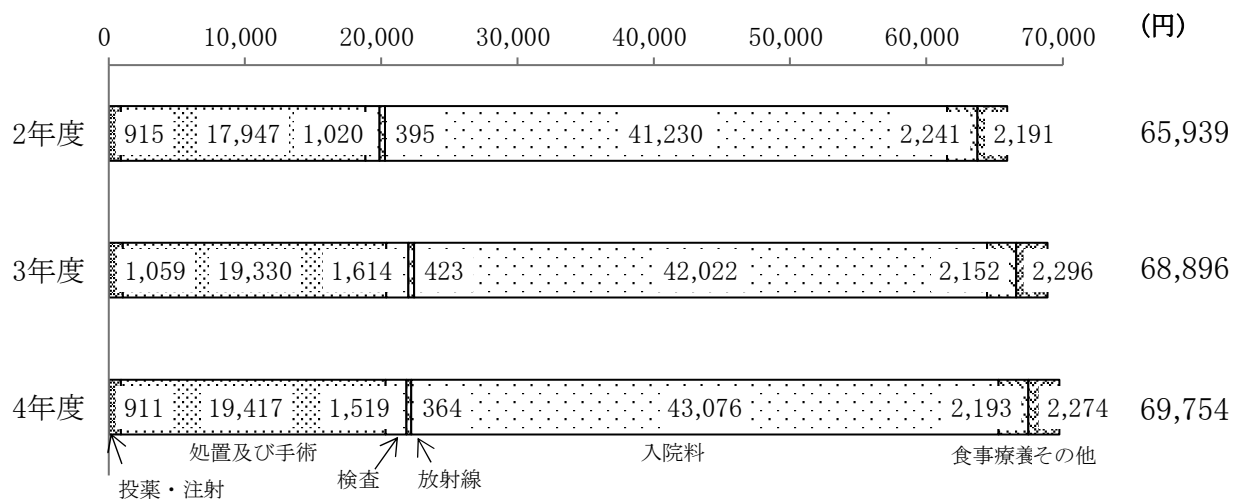 (円)
0 10,000 20,000 30,000 40,000 50,000 60,000 70,000
2年度 915 17,947 1,020 395 41,230 2,241 2,191 65,939
3年度 1,059 19,330 1,614 423 42,022 2,152 2,296 68,896
4年度 911 19,417 1,519 364 43,076 2,193 2,274 69,754
処置及び手術 入院料 食事療養その他
投薬・注射 検査 放射線